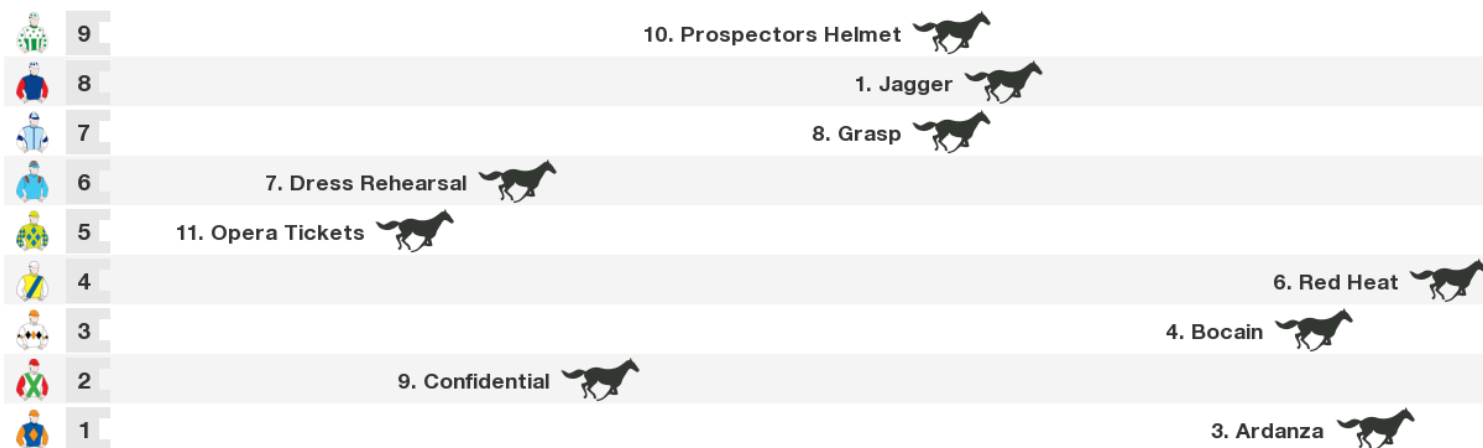 9 10. Prospectors Helmet
8 1. Jagger
7 8. Grasp
6 7. Dress Rehearsal
5 11. Opera Tickets
4 6. Red Heat
3 4. Bocain
2 9. Confidential
1 3. Ardanza